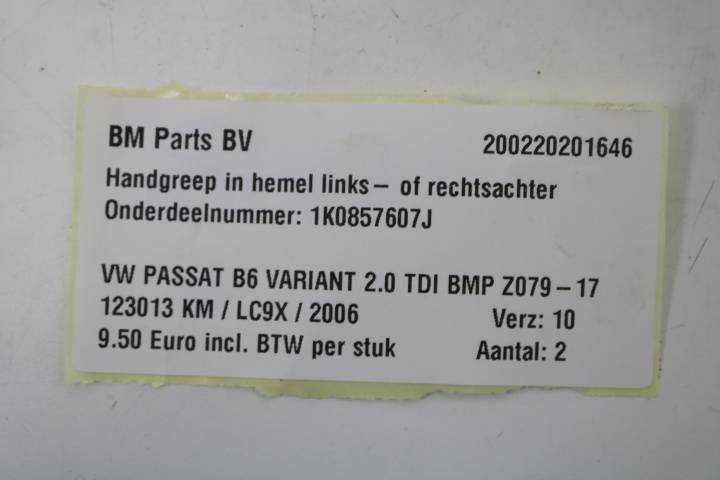 BM Parts BV 200220201646
Handgreep in hemel links– of rechtsachter
Onderdeelnummer: 1K0857607J
VW PASSAT B6 VARIANT 2.0 TDI BMP Z079–17
123013 KM / LC9X / 2006 Verz: 10
9.50 Euro incl. BTW per stuk Aantal: 2